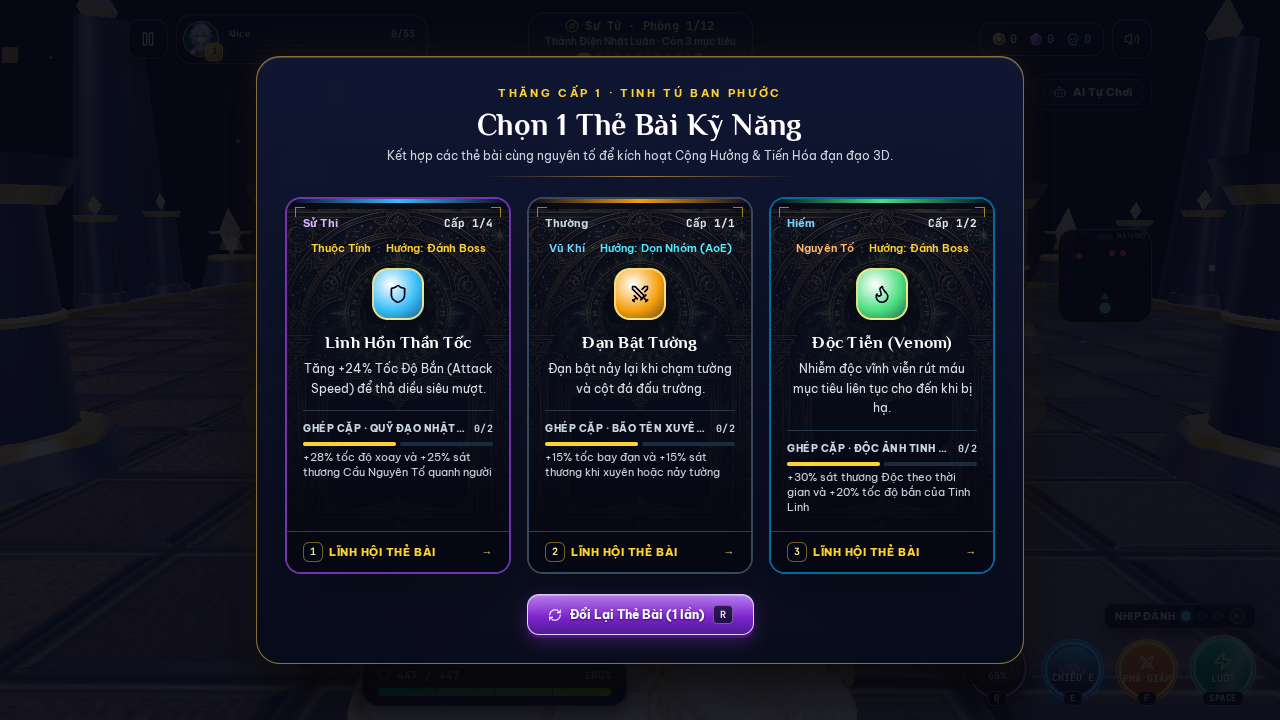 Alice
0/55
1
Sư Tử · Phòng 1/12
Thánh Điện Nhật Luân · Còn 3 mục tiêu
0
0
0
AI Tự Chơi
THĂNG CẤP 1 · TINH TÚ BAN PHƯỚC
Chọn 1 Thẻ Bài Kỹ Năng
Kết hợp các thẻ bài cùng nguyên tố để kích hoạt Cộng Hưởng & Tiến Hóa đạn đạo 3D.
Sử Thi
Cấp 1/4
Thuộc Tính
Hướng: Đánh Boss
Linh Hồn Thần Tốc
Tăng +24% Tốc Độ Bắn (Attack
Speed) để thả diều siêu mượt.
GHÉP CẶP · QUỸ ĐẠO NHẬT...
0/2
+28% tốc độ xoay và +25% sát
thương Cầu Nguyên Tố quanh người
1 LĨNH HỘI THẺ BÀI →
Thường
Cấp 1/1
Vũ Khí
Hướng: Dọn Nhóm (AoE)
Đạn Bật Tường
Đạn bật nảy lại khi chạm tường
và cột đá đấu trường.
GHÉP CẶP · BÃO TÊN XUYÊ...
0/2
+15% tốc bay đạn và +15% sát
thương khi xuyên hoặc nảy tường
2 LĨNH HỘI THẺ BÀI →
Hiếm
Cấp 1/2
Nguyên Tố
Hướng: Đánh Boss
Độc Tiễn (Venom)
Nhiễm độc vĩnh viễn rút máu
mục tiêu liên tục cho đến khi bị
hạ.
GHÉP CẶP · ĐỘC ẢNH TINH ...
0/2
+30% sát thương Độc theo thời
gian và +20% tốc độ bắn của Tinh
Linh
3 LĨNH HỘI THẺ BÀI →
Đổi Lại Thẻ Bài (1 lần) R
447 / 447
100%
NHỊP ĐÁNH
65%
CHIÊU E
PHÁ GIÁP
LƯỚT
Q
E
F
SPACE